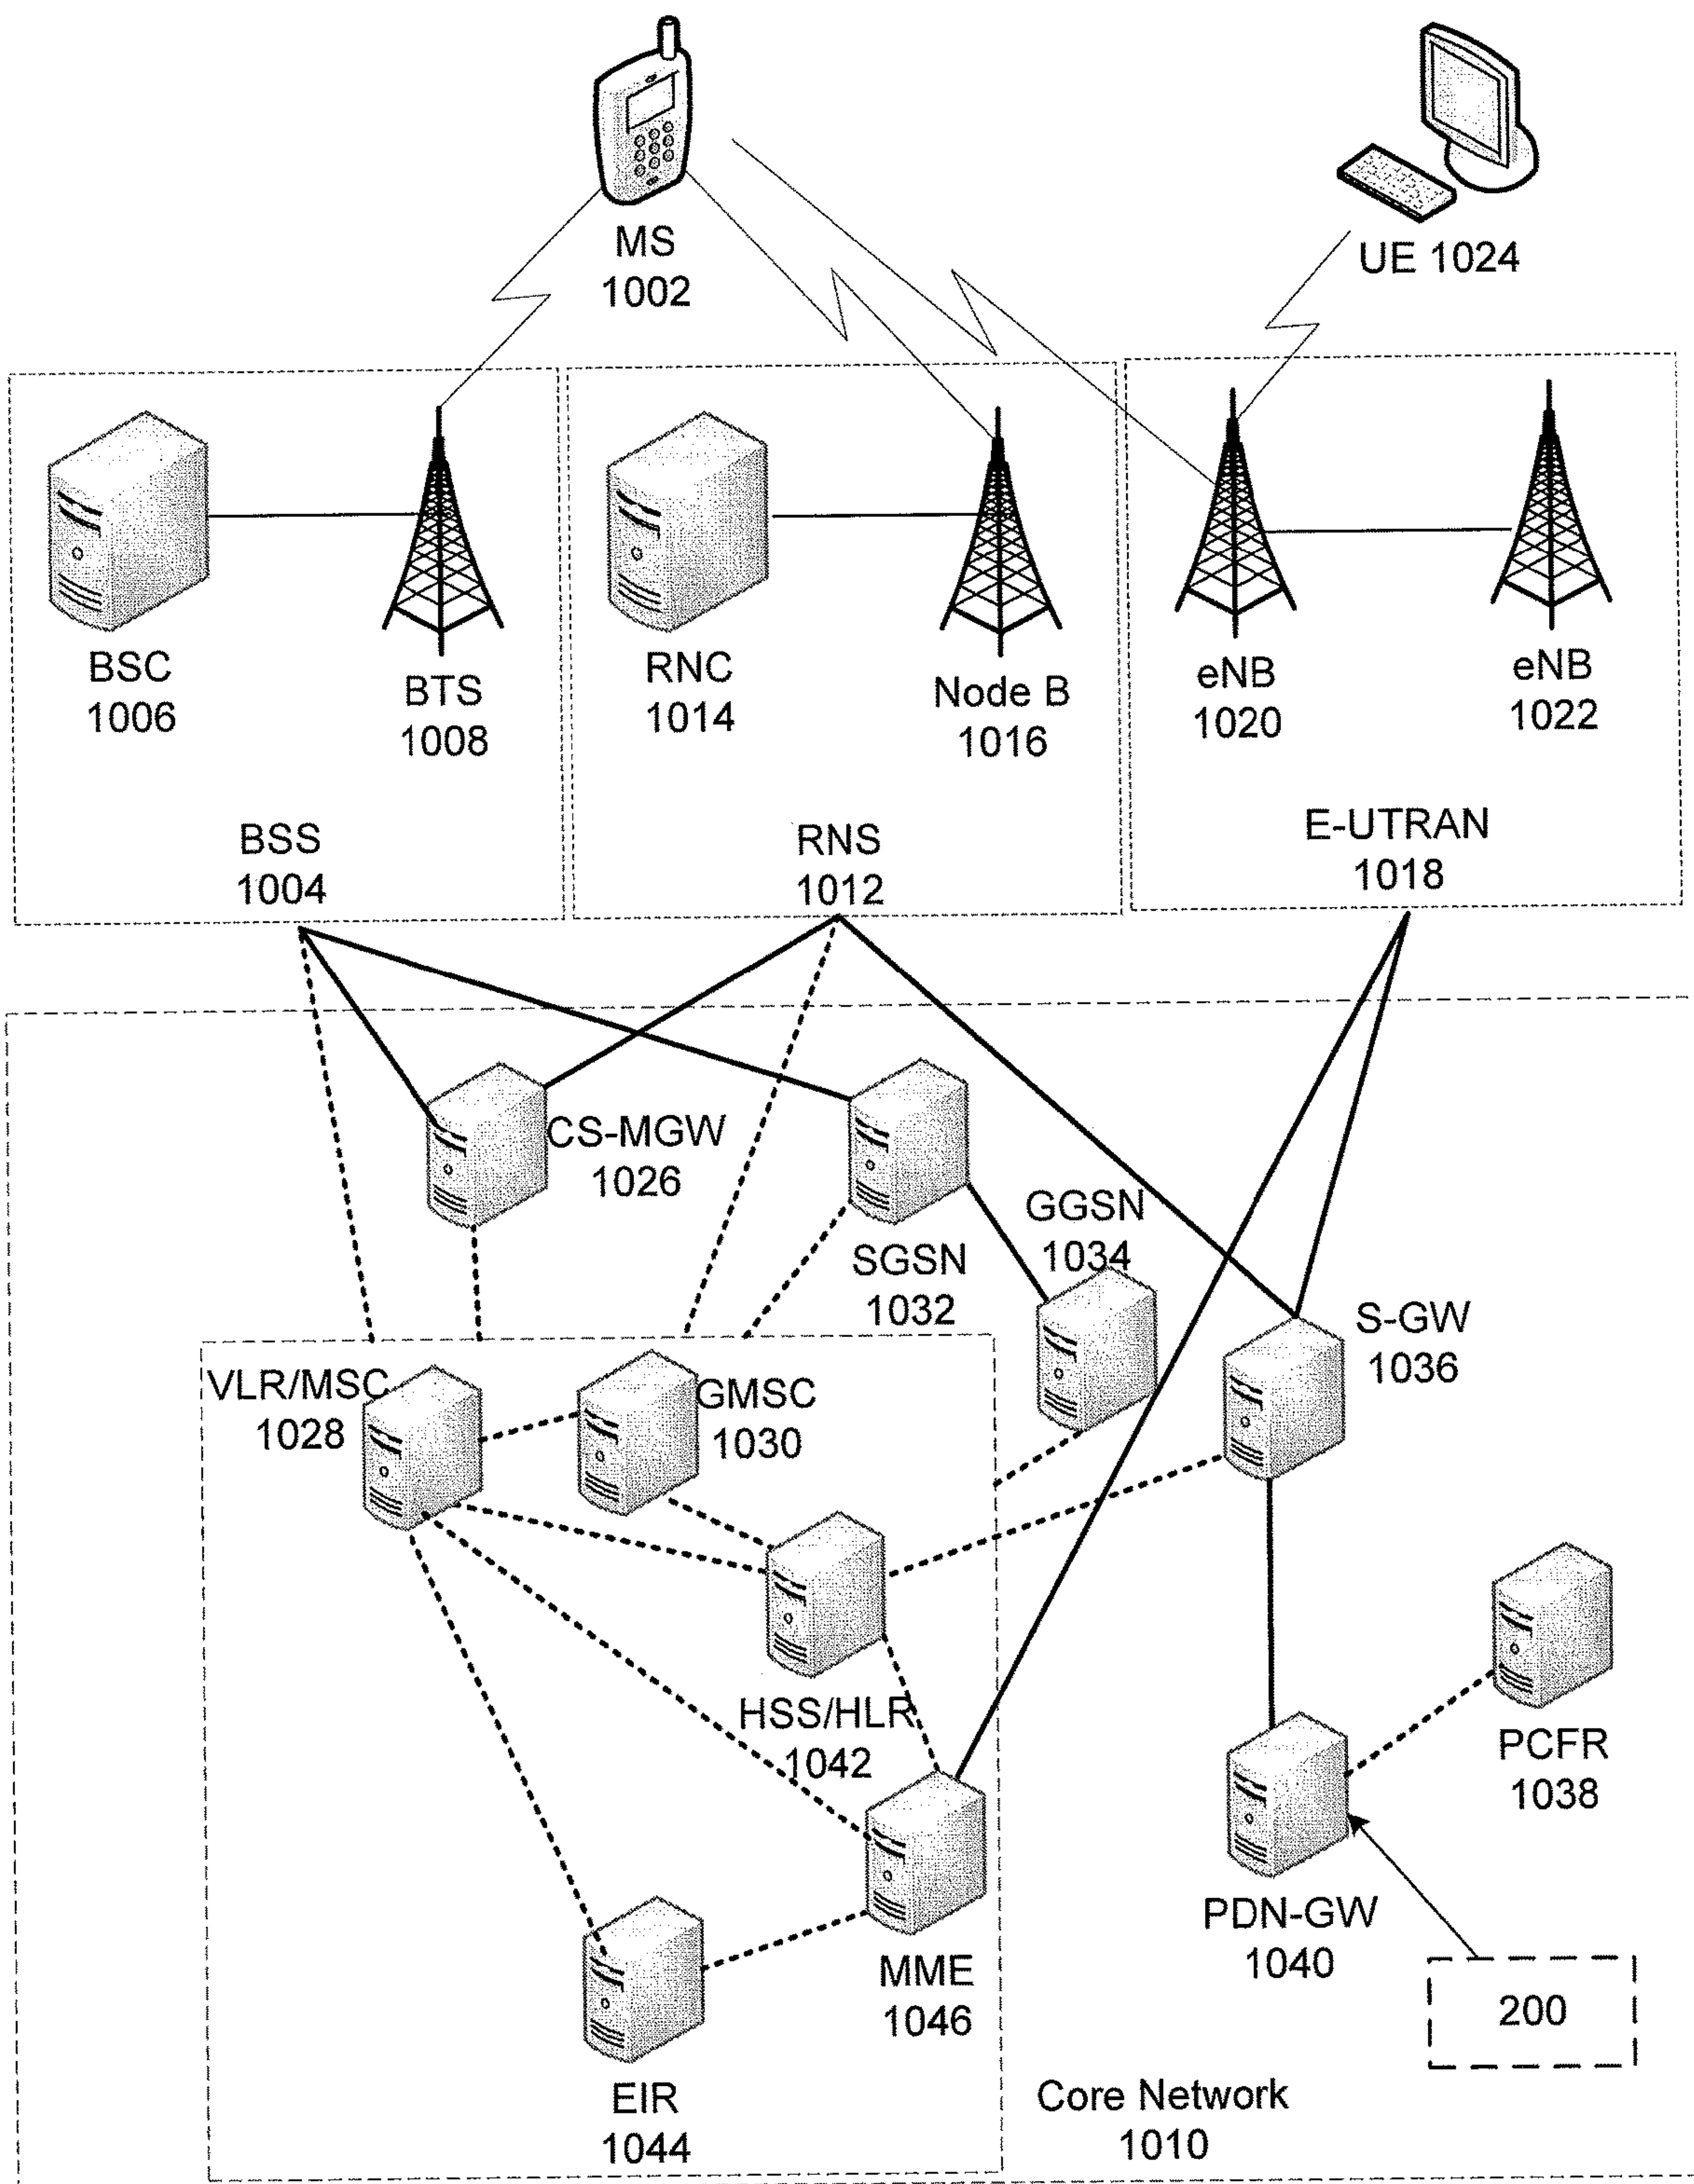 MS
1002
UE 1024
BSC
1006
BTS
1008
RNC
1014
Node B
1016
eNB
1020
eNB
1022
BSS
1004
RNS
1012
E-UTRAN
1018
CS-MGW
1026
SGSN
1032
GGSN
1034
S-GW
1036
VLR/MSC
1028
GMSC
1030
HSS/HLR
1042
PCFR
1038
PDN-GW
1040
MME
1046
200
EIR
1044
Core Network
1010